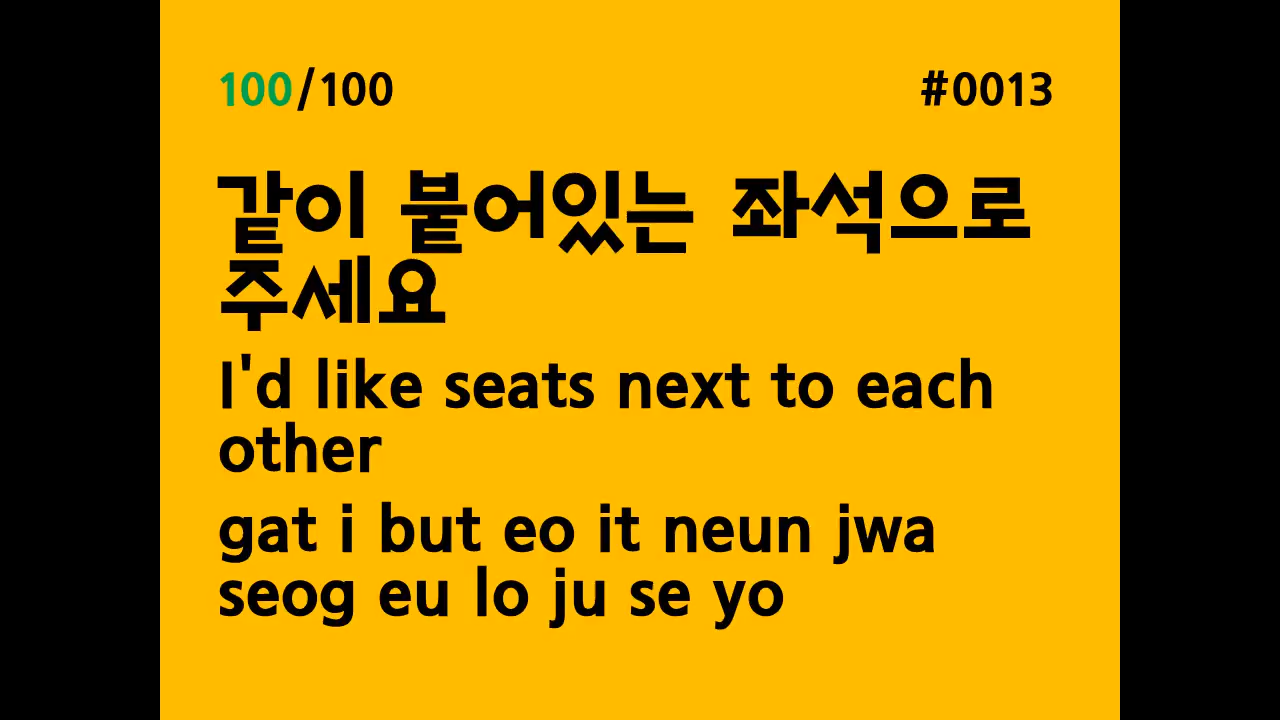 100/100 #0013
같이 붙어있는 좌석으로
주세요
I'd like seats next to each
other
gat i but eo it neun jwa
seog eu lo ju se yo